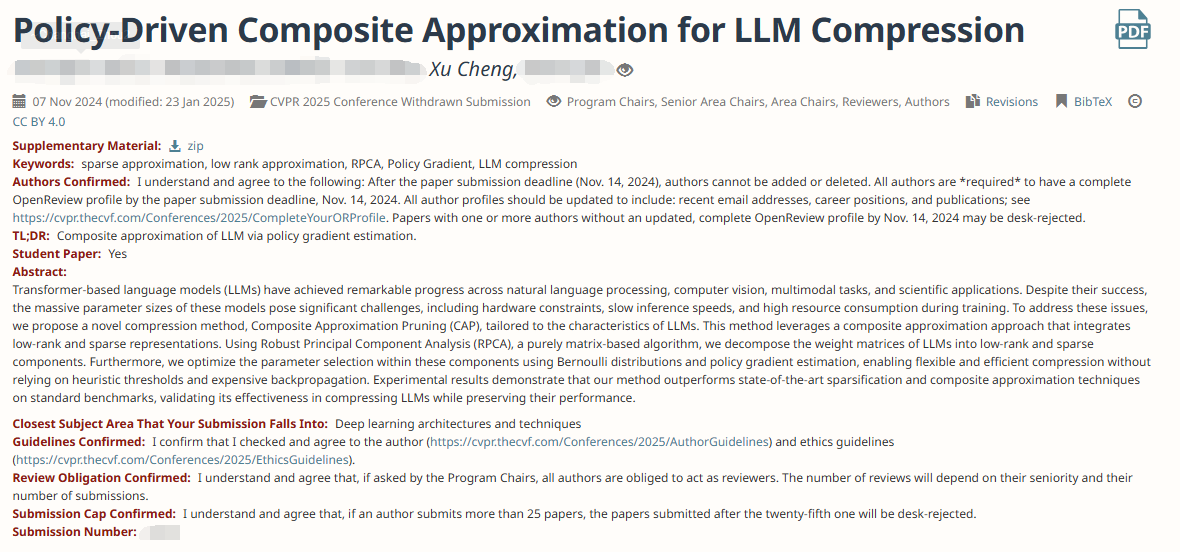 Policy-Driven Composite Approximation for LLM Compression
PDF
Xu Cheng,
07 Nov 2024 (modified: 23 Jan 2025) CVPR 2025 Conference Withdrawn Submission Program Chairs, Senior Area Chairs, Area Chairs, Reviewers, Authors Revisions BibTeX ©
CC BY 4.0
Supplementary Material: zip
Keywords: sparse approximation, low rank approximation, RPCA, Policy Gradient, LLM compression
Authors Confirmed: I understand and agree to the following: After the paper submission deadline (Nov. 14, 2024), authors cannot be added or deleted. All authors are *required* to have a complete
OpenReview profile by the paper submission deadline, Nov. 14, 2024. All author profiles should be updated to include: recent email addresses, career positions, and publications; see
https://cvpr.thecvf.com/Conferences/2025/CompleteYourORProfile. Papers with one or more authors without an updated, complete OpenReview profile by Nov. 14, 2024 may be desk-rejected.
TL;DR: Composite approximation of LLM via policy gradient estimation.
Student Paper: Yes
Abstract:
Transformer-based language models (LLMs) have achieved remarkable progress across natural language processing, computer vision, multimodal tasks, and scientific applications. Despite their success,
the massive parameter sizes of these models pose significant challenges, including hardware constraints, slow inference speeds, and high resource consumption during training. To address these issues,
we propose a novel compression method, Composite Approximation Pruning (CAP), tailored to the characteristics of LLMs. This method leverages a composite approximation approach that integrates
low-rank and sparse representations. Using Robust Principal Component Analysis (RPCA), a purely matrix-based algorithm, we decompose the weight matrices of LLMs into low-rank and sparse
components. Furthermore, we optimize the parameter selection within these components using Bernoulli distributions and policy gradient estimation, enabling flexible and efficient compression without
relying on heuristic thresholds and expensive backpropagation. Experimental results demonstrate that our method outperforms state-of-the-art sparsification and composite approximation techniques
on standard benchmarks, validating its effectiveness in compressing LLMs while preserving their performance.
Closest Subject Area That Your Submission Falls Into: Deep learning architectures and techniques
Guidelines Confirmed: I confirm that I checked and agree to the author (https://cvpr.thecvf.com/Conferences/2025/AuthorGuidelines) and ethics guidelines
(https://cvpr.thecvf.com/Conferences/2025/EthicsGuidelines).
Review Obligation Confirmed: I understand and agree that, if asked by the Program Chairs, all authors are obliged to act as reviewers. The number of reviews will depend on their seniority and their
number of submissions.
Submission Cap Confirmed: I understand and agree that, if an author submits more than 25 papers, the papers submitted after the twenty-fifth one will be desk-rejected.
Submission Number: